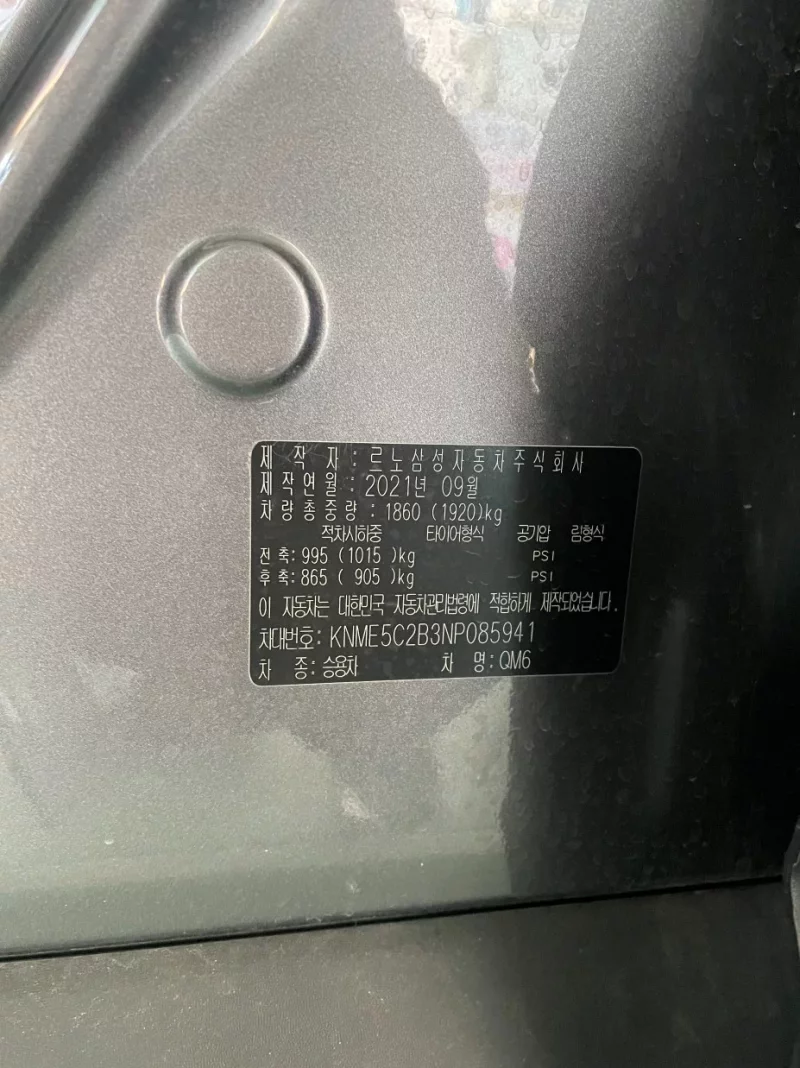 제 작 자 : 르노삼성자동차주식회사
제작연월 : 2021년 09월
차량총중량 : 1860 (1920)kg
적차시하중 타이어형식 공기압 림형식
전 축: 995 (1015 )kg PSI
후 축: 865 ( 905 )kg PSI
이 자동차는 대한민국 자동차관리법령에 적합하게 제작되었습니다.
차대번호: KNME5C2B3NP085941
차 종: 승용차 차 명: QM6